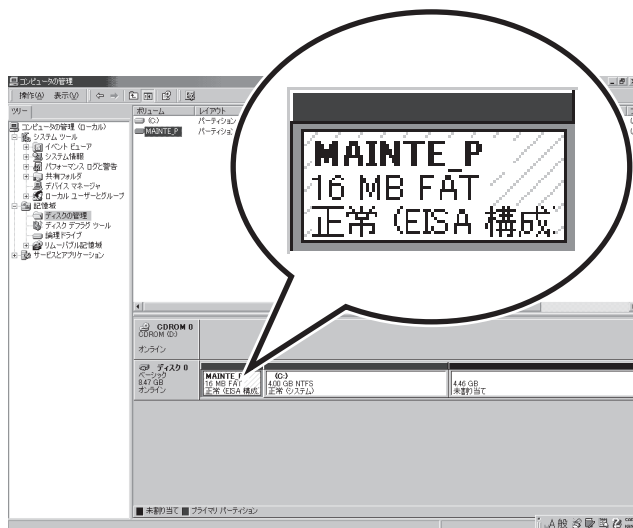 コンピュータの管理
操作(A) 表示(V)
ツリー
コンピュータの管理 (ローカル)
システム ツール
イベント ビューア
システム情報
パフォーマンス ログと警告
共有フォルダ
デバイス マネージャ
ローカル ユーザーとグループ
記憶域
ディスクの管理
ディスク デフラグ ツール
論理ドライブ
リムーバブル記憶域
サービスとアプリケーション
ボリューム レイアウト
(C:) パーティション
MAINTE_P パーティション
MAINTE_P
16 MB FAT
正常 (EISA 構成
CDROM 0
CDROM (D:)
オンライン
ディスク 0
ベーシック
8.47 GB
オンライン
MAINTE_P
16 MB FAT
正常 (EISA 構成
(C:)
4.00 GB NTFS
正常 (システム)
4.46 GB
未割り当て
未割り当て プライマリ パーティション
A 般